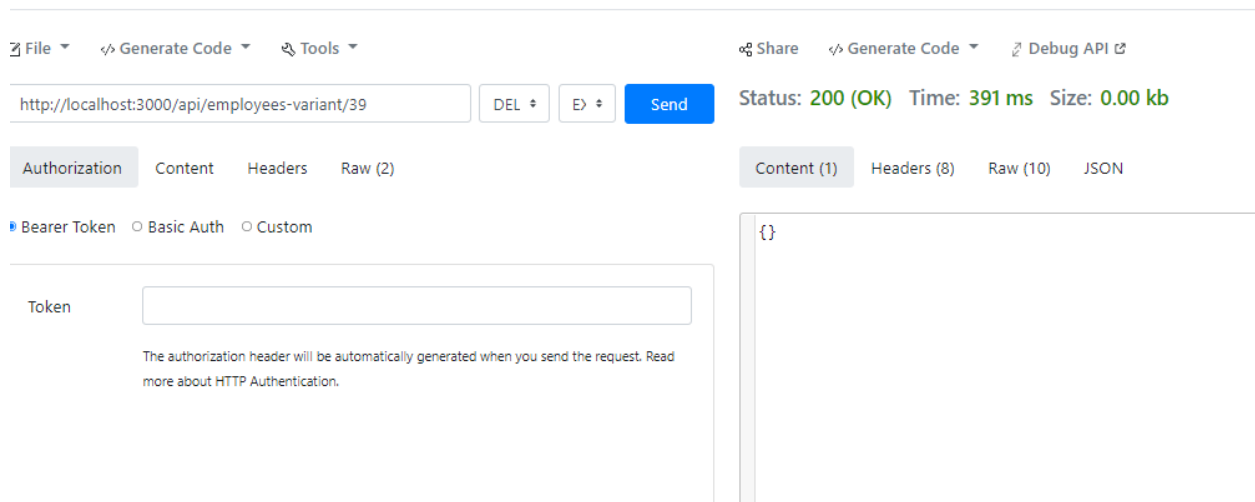 File Generate Code Tools
Share Generate Code Debug API
http://localhost:3000/api/employees-variant/39 DEL Send
Status: 200 (OK) Time: 391 ms Size: 0.00 kb
Authorization Content Headers Raw (2)
Content (1) Headers (8) Raw (10) JSON
Bearer Token Basic Auth Custom
{}
Token
The authorization header will be automatically generated when you send the request. Read
more about HTTP Authentication.